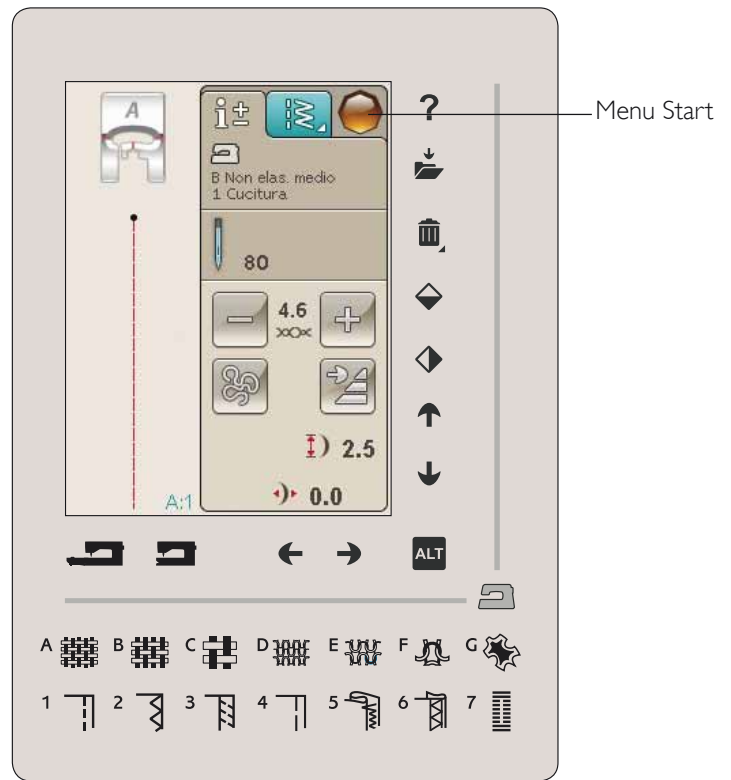 A
?
Menu Start
B Non elas. medio
1 Cucitura
80
4.6
2.5
0.0
A:1
ALT
A B C D E F G
1 2 3 4 5 6 7